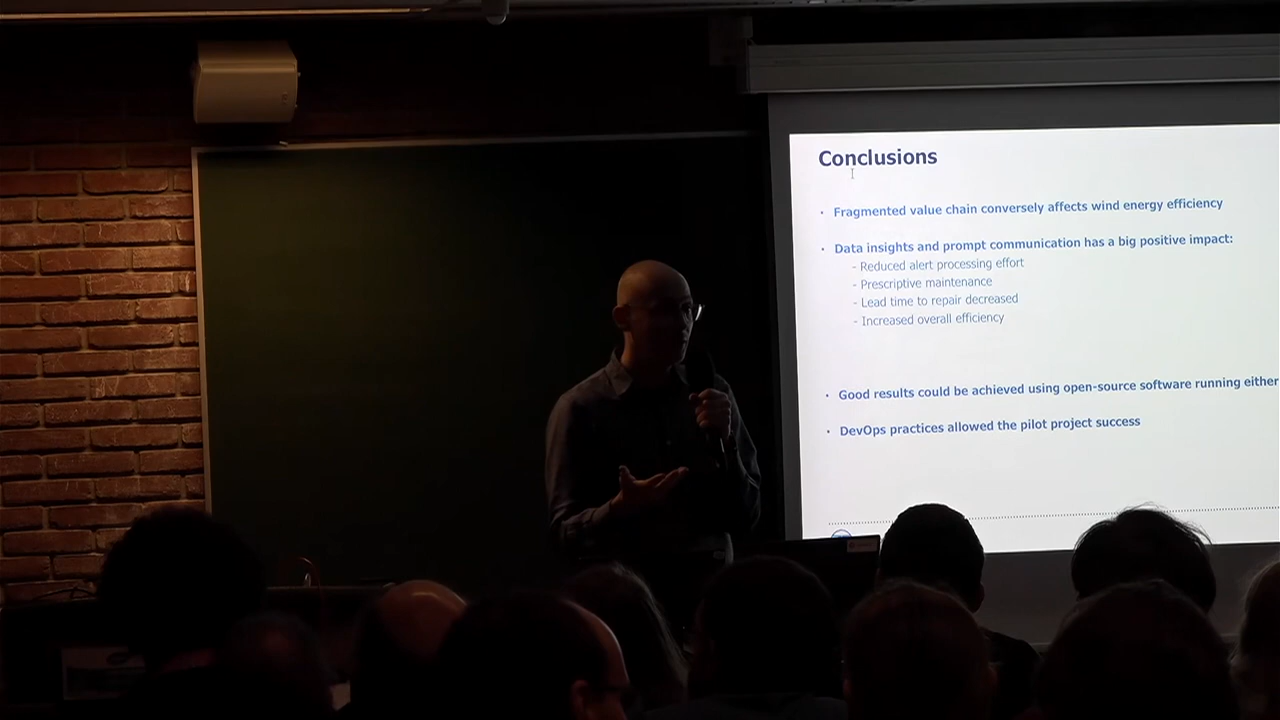 Conclusions
· Fragmented value chain conversely affects wind energy efficiency
· Data insights and prompt communication has a big positive impact:
- Reduced alert processing effort
- Prescriptive maintenance
- Lead time to repair decreased
- Increased overall efficiency
· Good results could be achieved using open-source software running either
· DevOps practices allowed the pilot project success